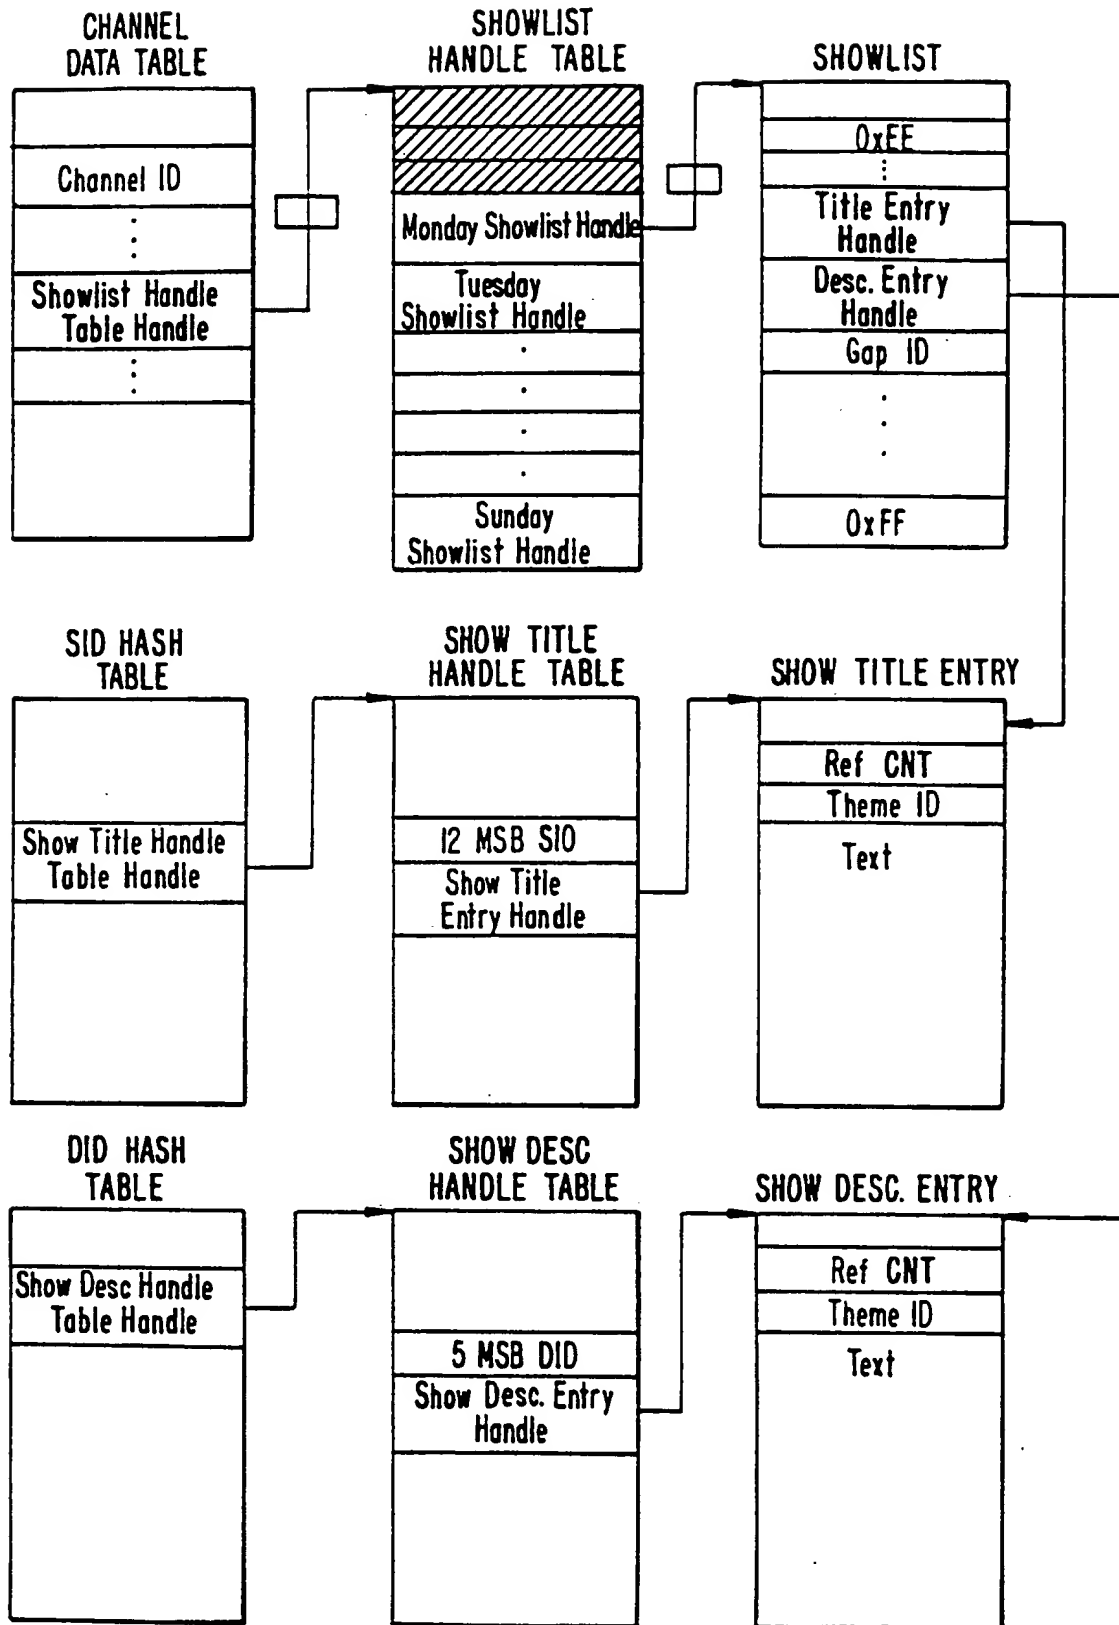 CHANNEL
DATA TABLE
Channel ID
Showlist Handle
Table Handle
SHOWLIST
HANDLE TABLE
Monday Showlist Handle
Tuesday
Showlist Handle
Sunday
Showlist Handle
SHOWLIST
0xEE
Title Entry
Handle
Desc. Entry
Handle
Gap ID
0xFF
SID HASH
TABLE
Show Title Handle
Table Handle
SHOW TITLE
HANDLE TABLE
12 MSB SIO
Show Title
Entry Handle
SHOW TITLE ENTRY
Ref CNT
Theme ID
Text
DID HASH
TABLE
Show Desc Handle
Table Handle
SHOW DESC
HANDLE TABLE
5 MSB DID
Show Desc. Entry
Handle
SHOW DESC. ENTRY
Ref CNT
Theme ID
Text